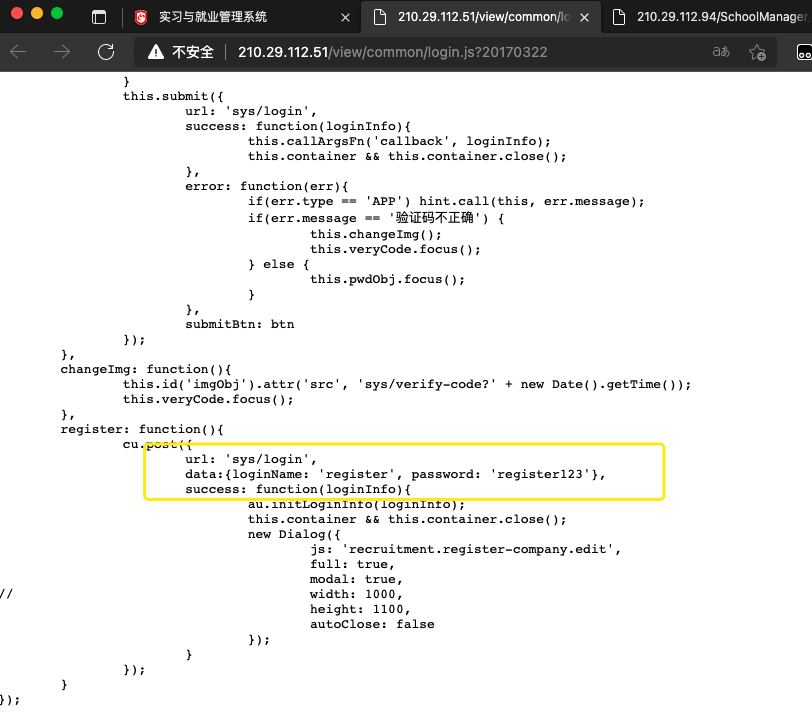 实习与就业管理系统
210.29.112.51/view/common/lo
210.29.112.94/SchoolManager
不安全 210.29.112.51/view/common/login.js?20170322
}
this.submit({
url: 'sys/login',
success: function(loginInfo){
this.callArgsFn('callback', loginInfo);
this.container && this.container.close();
},
error: function(err){
if(err.type == 'APP') hint.call(this, err.message);
if(err.message == '验证码不正确') {
this.changeImg();
this.veryCode.focus();
} else {
this.pwdObj.focus();
}
},
submitBtn: btn
});
},
changeImg: function(){
this.id('imgObj').attr('src', 'sys/verify-code?' + new Date().getTime());
this.veryCode.focus();
},
register: function(){
cu.post({
url: 'sys/login',
data:{loginName: 'register', password: 'register123'},
success: function(loginInfo){
au.initLoginInfo(loginInfo);
this.container && this.container.close();
new Dialog({
js: 'recruitment.register-company.edit',
full: true,
modal: true,
// width: 1000,
height: 1100,
autoClose: false
});
}
});
}
});